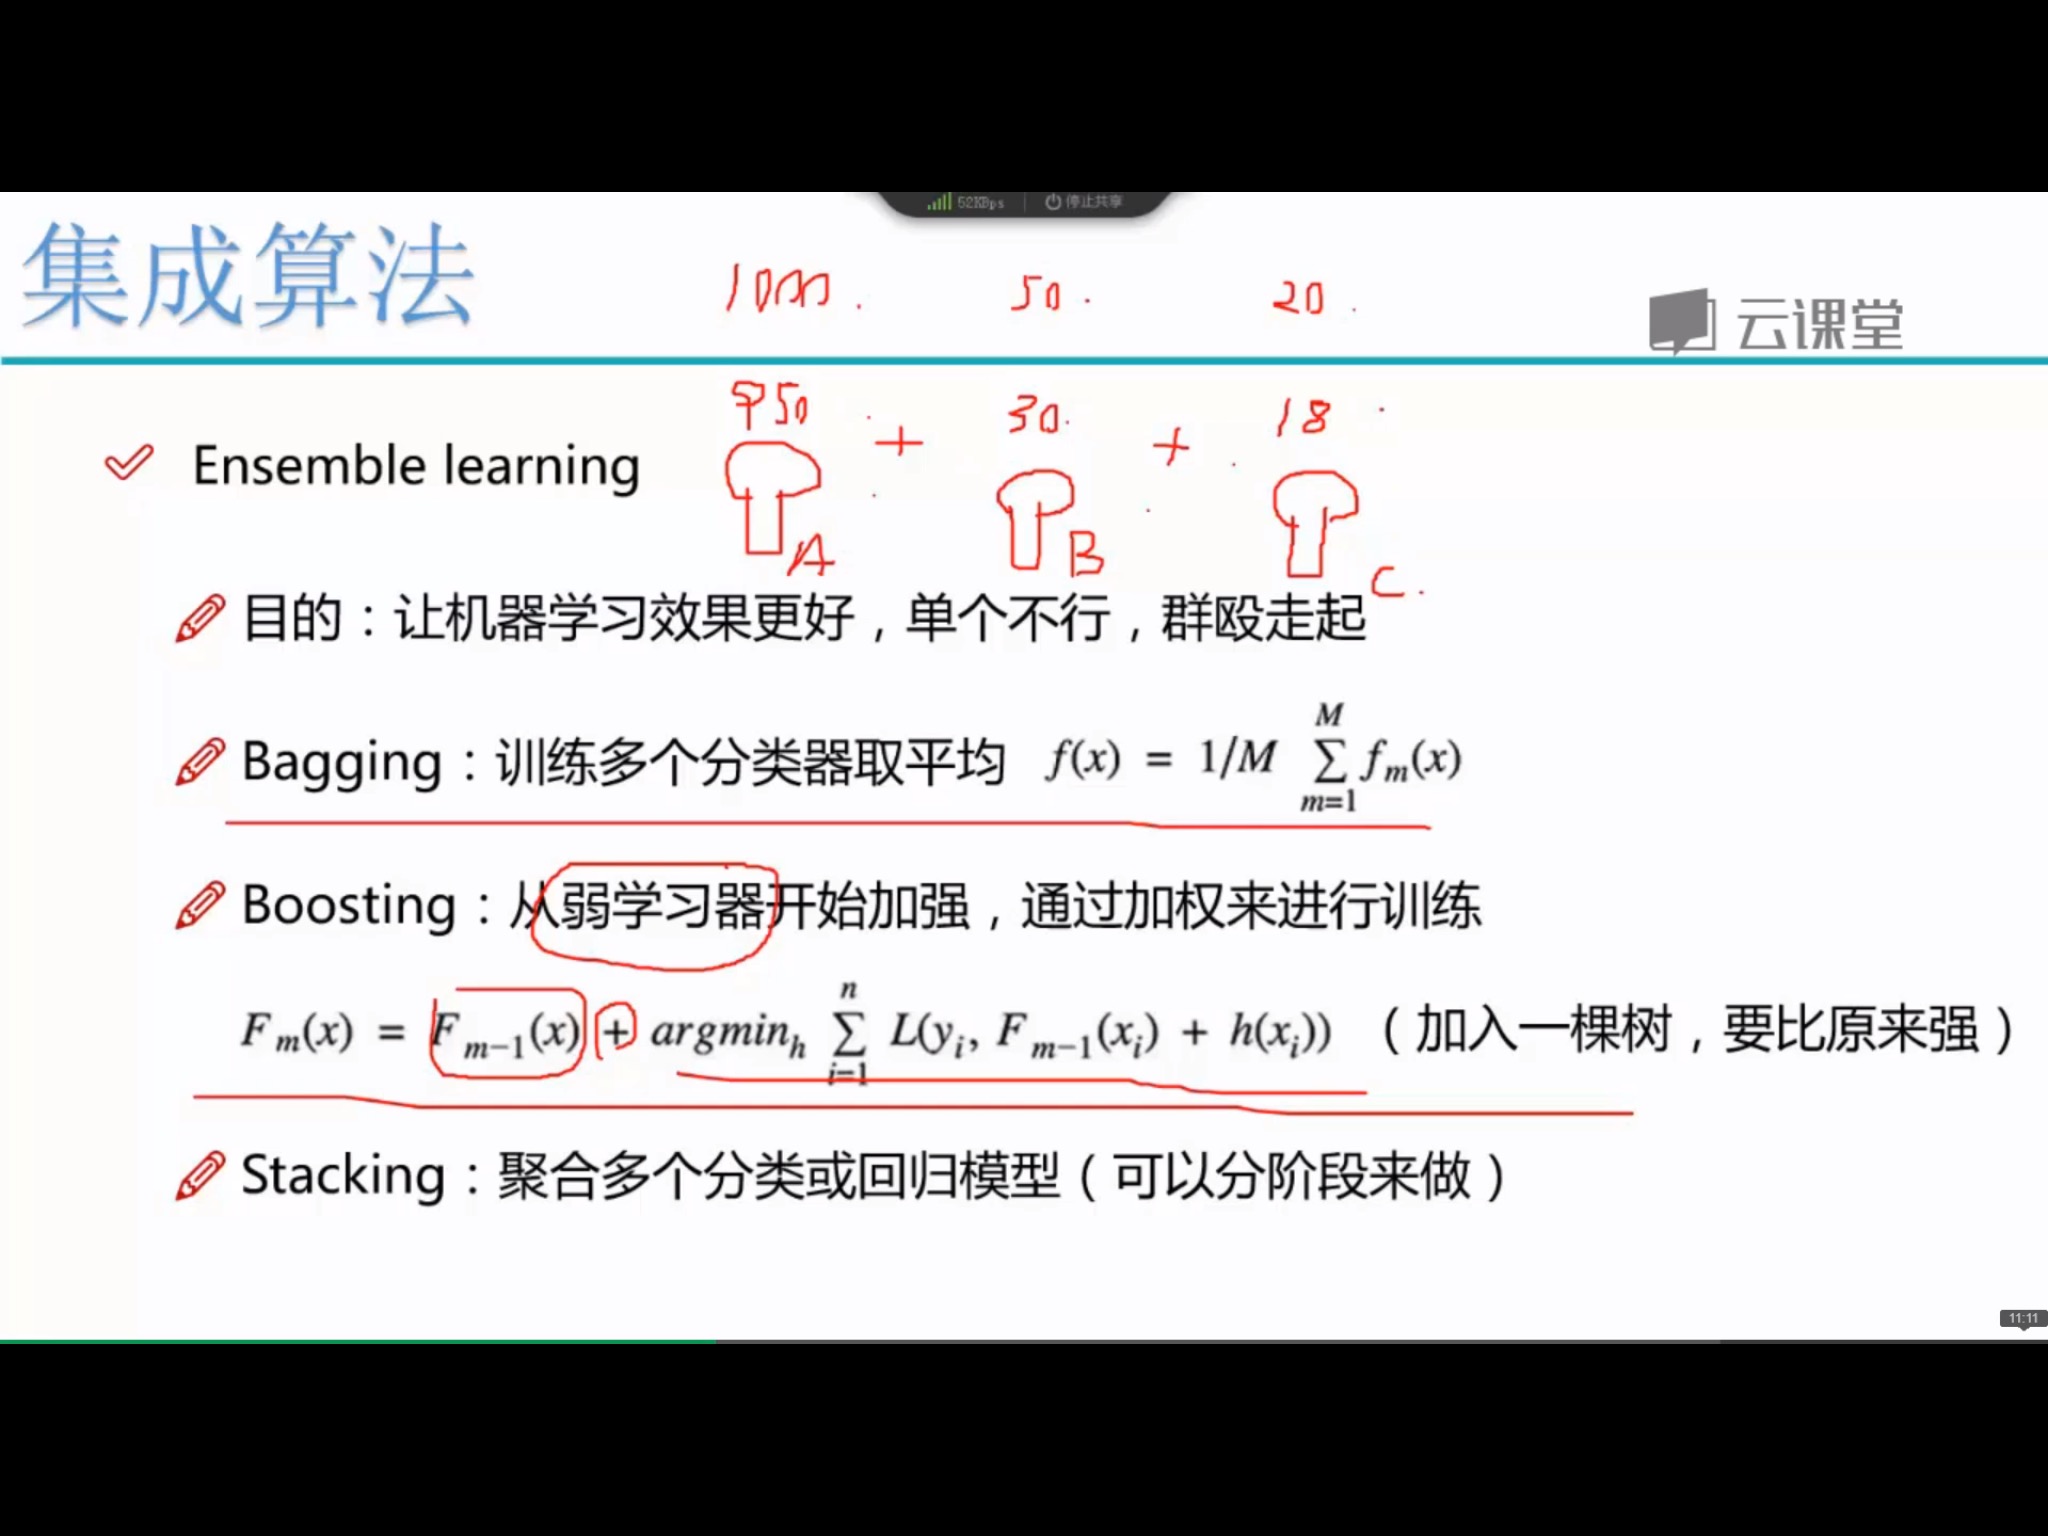 52KBps 停止共享
集成算法
1000 50 20
云课堂
950 + 30 + 18
Ensemble learning
A B C
目的：让机器学习效果更好，单个不行，群殴走起
Bagging：训练多个分类器取平均 f(x) = 1/M ∑_{m=1}^{M} f_m(x)
Boosting：从弱学习器开始加强，通过加权来进行训练
F_m(x) = F_{m−1}(x) + argmin_h ∑_{i=1}^{n} L(y_i, F_{m−1}(x_i) + h(x_i)) （加入一棵树，要比原来强）
Stacking：聚合多个分类或回归模型（可以分阶段来做）
11:11